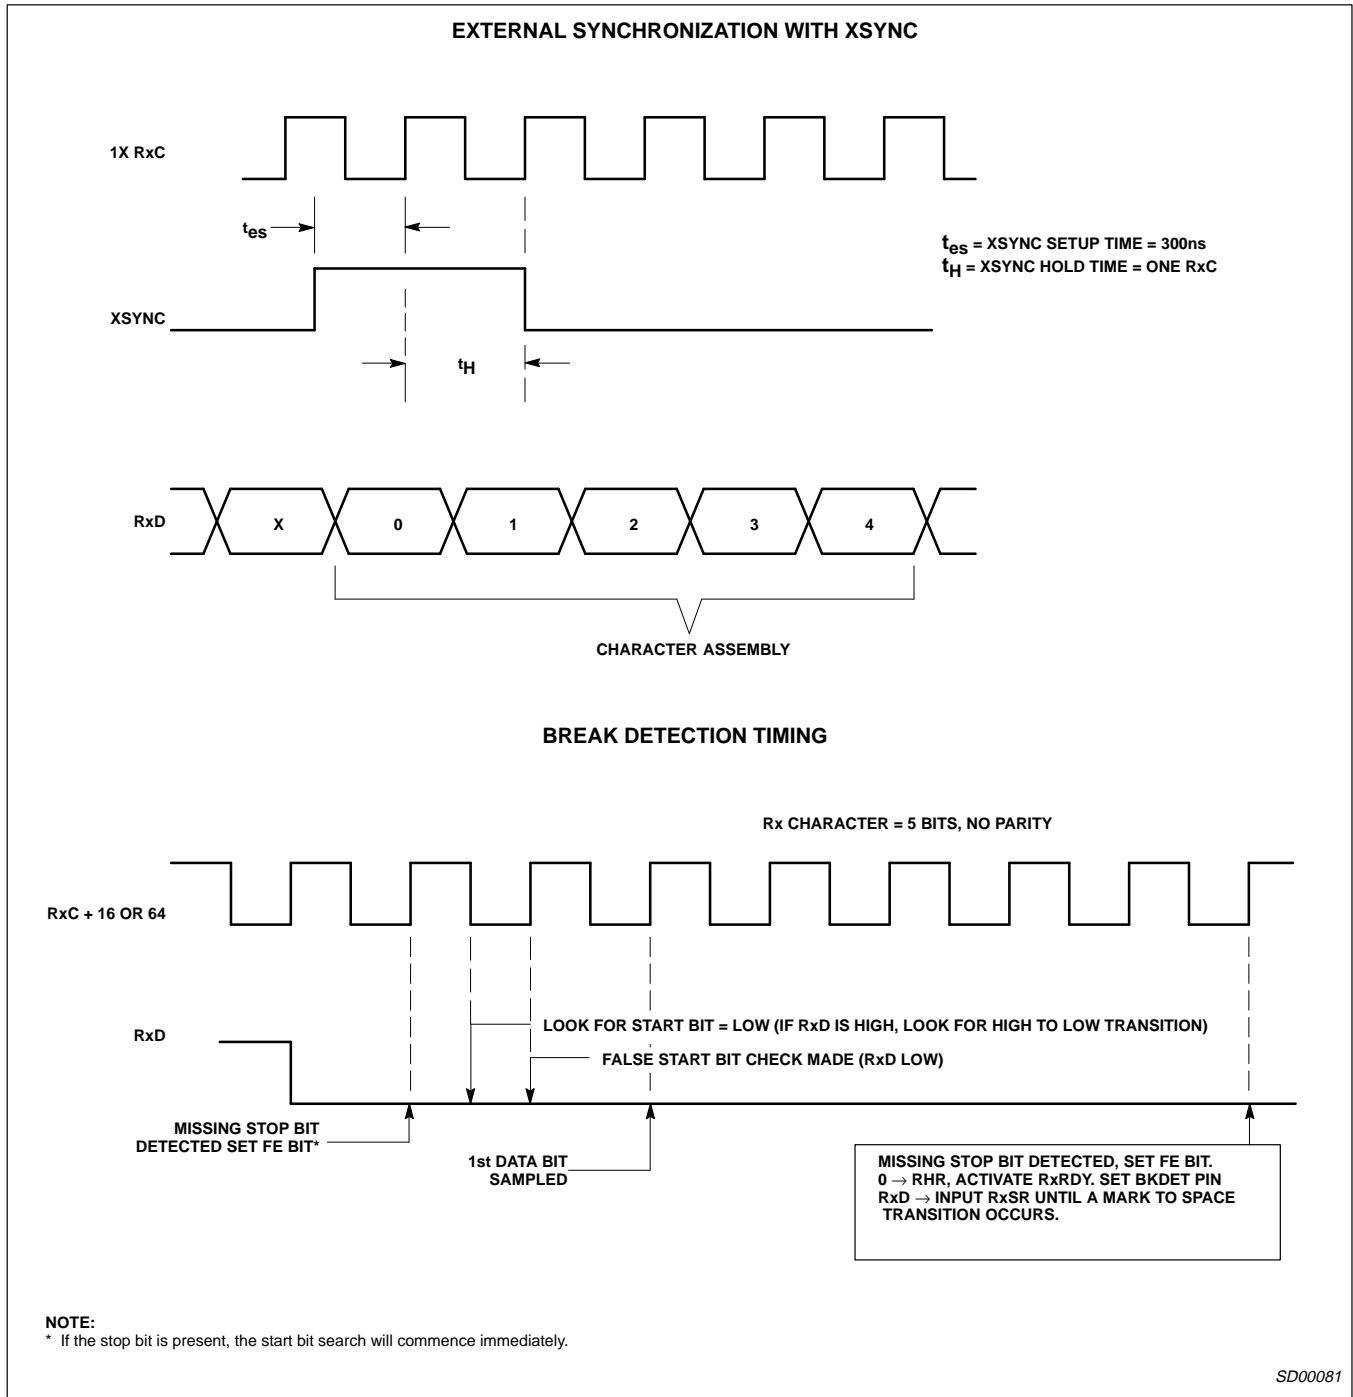 EXTERNAL SYNCHRONIZATION WITH XSYNC
1X RxC
tes
tes = XSYNC SETUP TIME = 300ns
tH = XSYNC HOLD TIME = ONE RxC
XSYNC
tH
RxD
X 0 1 2 3 4
CHARACTER ASSEMBLY
BREAK DETECTION TIMING
Rx CHARACTER = 5 BITS, NO PARITY
RxC + 16 OR 64
RxD
LOOK FOR START BIT = LOW (IF RxD IS HIGH, LOOK FOR HIGH TO LOW TRANSITION)
FALSE START BIT CHECK MADE (RxD LOW)
MISSING STOP BIT
DETECTED SET FE BIT*
1st DATA BIT
SAMPLED
MISSING STOP BIT DETECTED, SET FE BIT.
0 → RHR, ACTIVATE RxRDY. SET BKDET PIN
RxD → INPUT RxSR UNTIL A MARK TO SPACE
TRANSITION OCCURS.
NOTE:
* If the stop bit is present, the start bit search will commence immediately.
SD00081